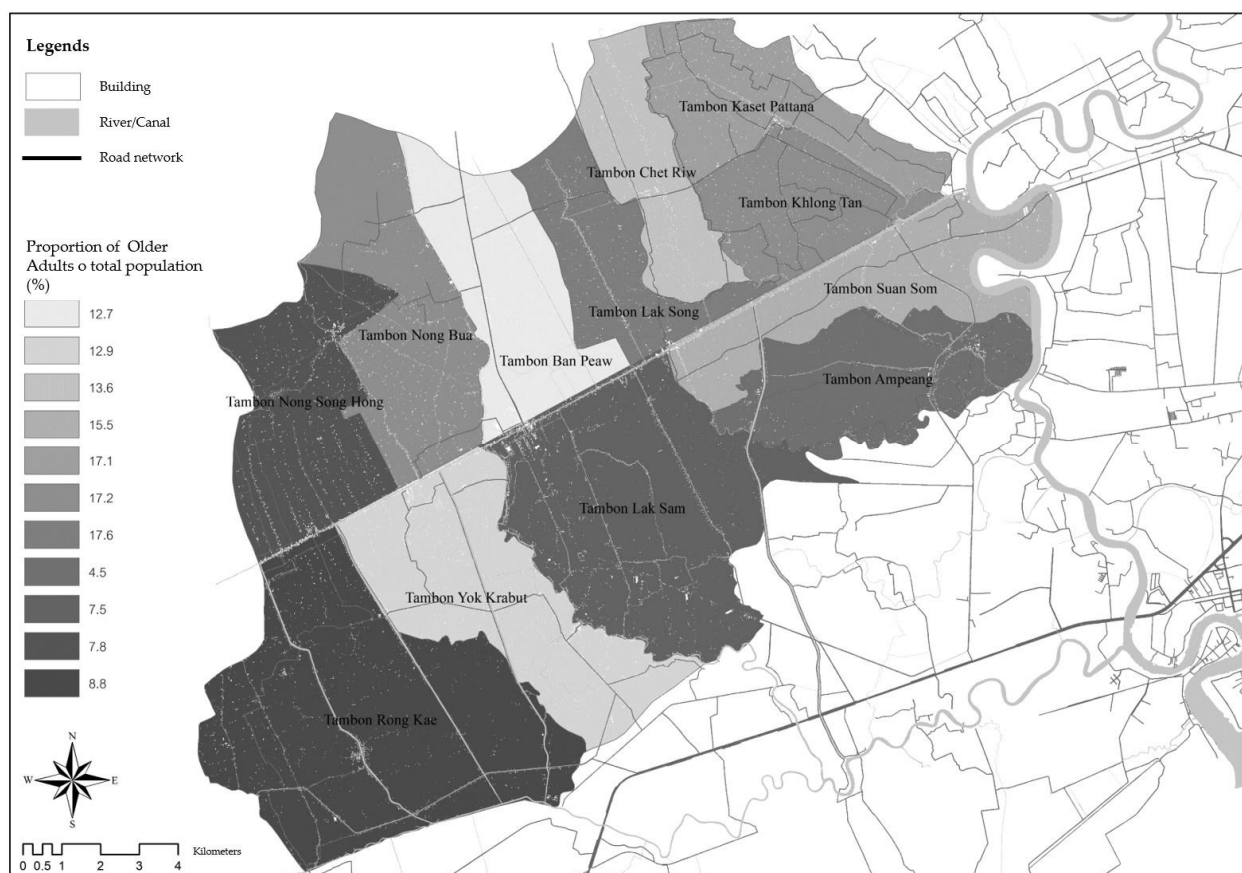 Legends
Building
River/Canal
Road network
Proportion of Older
Adults o total population
(%)
12.7
12.9
13.6
15.5
17.1
17.2
17.6
4.5
7.5
7.8
8.8
N
W E
S
0 0.5 1 2 3 4 Kilometers
Tambon Kaset Pattana
Tambon Chet Riw
Tambon Khlong Tan
Tambon Suan Som
Tambon Lak Song
Tambon Nong Bua
Tambon Ban Peaw
Tambon Ampeang
Tambon Nong Song Hong
Tambon Lak Sam
Tambon Yok Krabut
Tambon Rong Kae